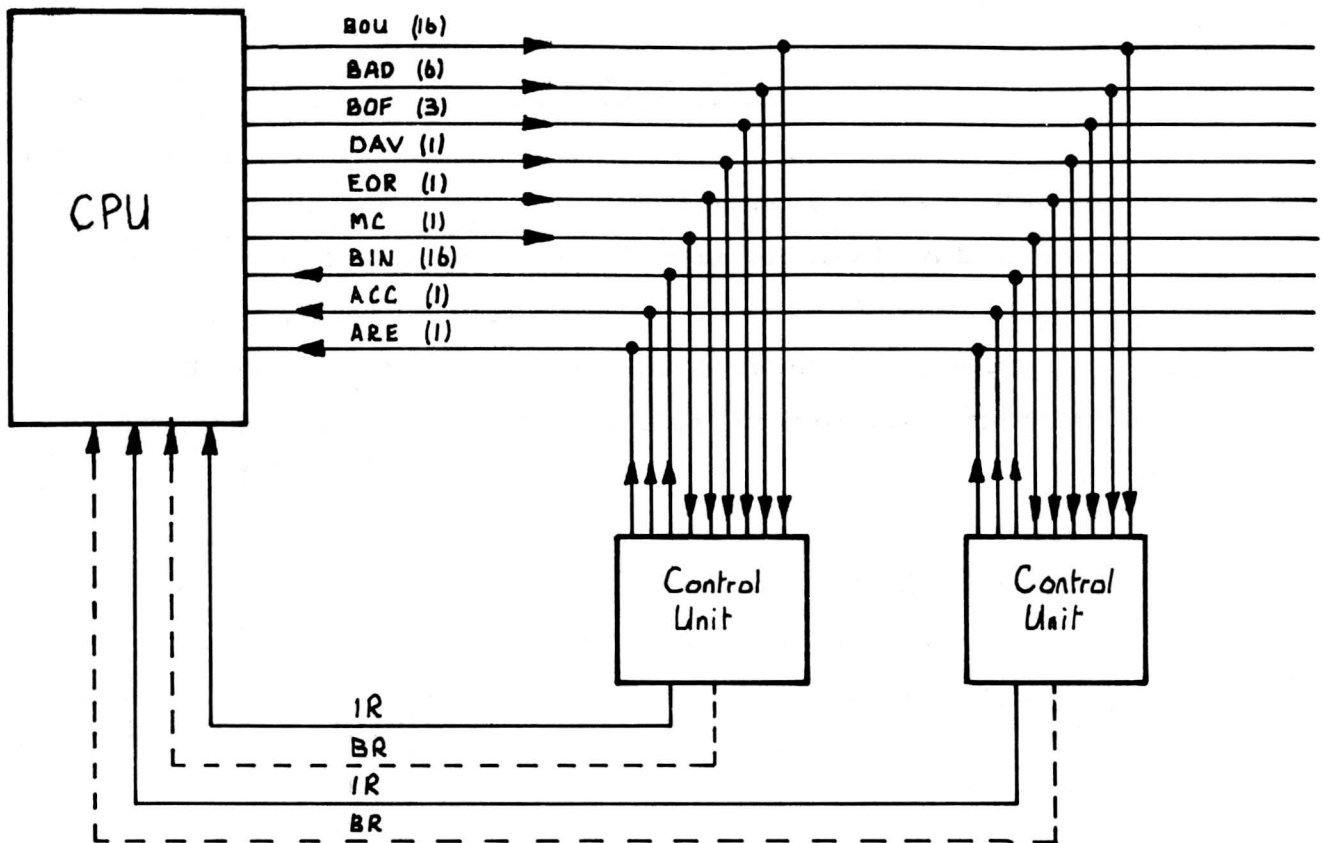 BOU (16)
BAD (6)
BOF (3)
DAV (1)
EOR (1)
MC (1)
BIN (16)
ACC (1)
ARE (1)
CPU
Control
Unit
Control
Unit
IR
BR
IR
BR